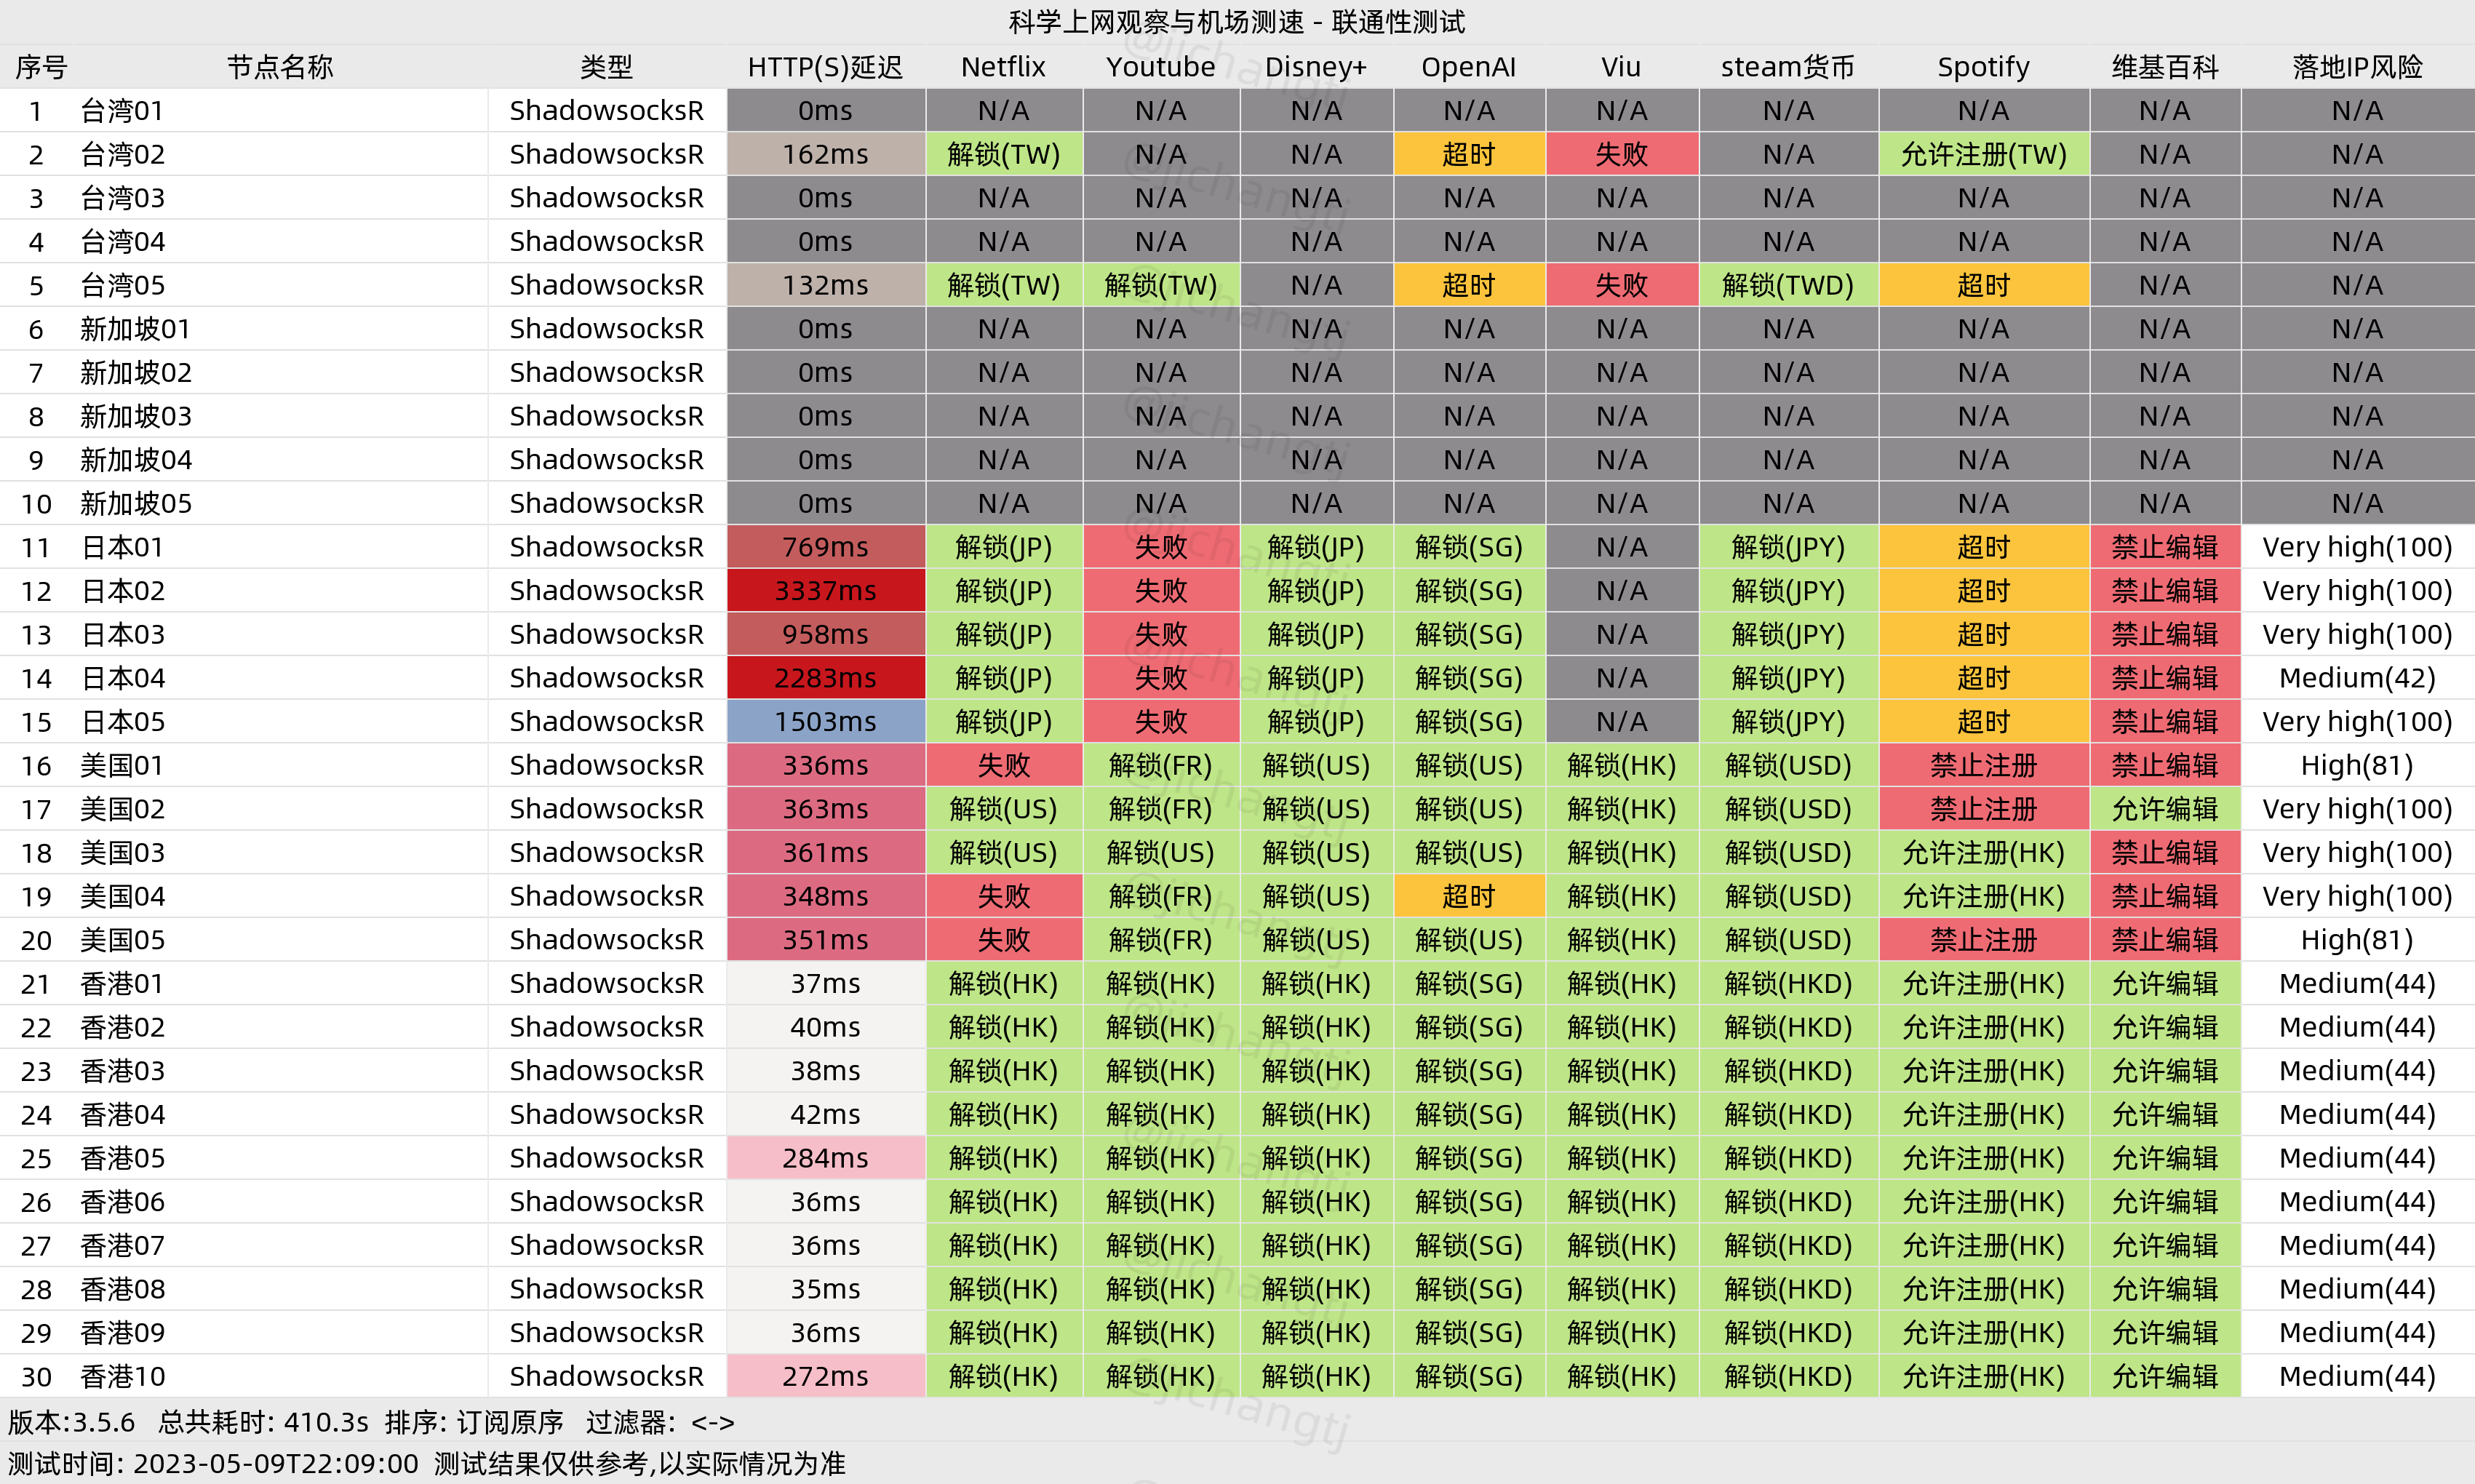 科学上网观察与机场测速 - 联通性测试
序号 节点名称 类型 HTTP(S)延迟 Netflix Youtube Disney+ OpenAI Viu steam货币 Spotify 维基百科 落地IP风险
1 台湾01 ShadowsocksR 0ms N/A N/A N/A N/A N/A N/A N/A N/A N/A
2 台湾02 ShadowsocksR 162ms 解锁(TW) N/A N/A 超时 失败 N/A 允许注册(TW) N/A N/A
3 台湾03 ShadowsocksR 0ms N/A N/A N/A N/A N/A N/A N/A N/A N/A
4 台湾04 ShadowsocksR 0ms N/A N/A N/A N/A N/A N/A N/A N/A N/A
5 台湾05 ShadowsocksR 132ms 解锁(TW) 解锁(TW) N/A 超时 失败 解锁(TWD) 超时 N/A N/A
6 新加坡01 ShadowsocksR 0ms N/A N/A N/A N/A N/A N/A N/A N/A N/A
7 新加坡02 ShadowsocksR 0ms N/A N/A N/A N/A N/A N/A N/A N/A N/A
8 新加坡03 ShadowsocksR 0ms N/A N/A N/A N/A N/A N/A N/A N/A N/A
9 新加坡04 ShadowsocksR 0ms N/A N/A N/A N/A N/A N/A N/A N/A N/A
10 新加坡05 ShadowsocksR 0ms N/A N/A N/A N/A N/A N/A N/A N/A N/A
11 日本01 ShadowsocksR 769ms 解锁(JP) 失败 解锁(JP) 解锁(SG) N/A 解锁(JPY) 超时 禁止编辑 Very high(100)
12 日本02 ShadowsocksR 3337ms 解锁(JP) 失败 解锁(JP) 解锁(SG) N/A 解锁(JPY) 超时 禁止编辑 Very high(100)
13 日本03 ShadowsocksR 958ms 解锁(JP) 失败 解锁(JP) 解锁(SG) N/A 解锁(JPY) 超时 禁止编辑 Very high(100)
14 日本04 ShadowsocksR 2283ms 解锁(JP) 失败 解锁(JP) 解锁(SG) N/A 解锁(JPY) 超时 禁止编辑 Medium(42)
15 日本05 ShadowsocksR 1503ms 解锁(JP) 失败 解锁(JP) 解锁(SG) N/A 解锁(JPY) 超时 禁止编辑 Very high(100)
16 美国01 ShadowsocksR 336ms 失败 解锁(FR) 解锁(US) 解锁(US) 解锁(HK) 解锁(USD) 禁止注册 禁止编辑 High(81)
17 美国02 ShadowsocksR 363ms 解锁(US) 解锁(FR) 解锁(US) 解锁(US) 解锁(HK) 解锁(USD) 禁止注册 允许编辑 Very high(100)
18 美国03 ShadowsocksR 361ms 解锁(US) 解锁(US) 解锁(US) 解锁(US) 解锁(HK) 解锁(USD) 允许注册(HK) 禁止编辑 Very high(100)
19 美国04 ShadowsocksR 348ms 失败 解锁(FR) 解锁(US) 超时 解锁(HK) 解锁(USD) 允许注册(HK) 禁止编辑 Very high(100)
20 美国05 ShadowsocksR 351ms 失败 解锁(FR) 解锁(US) 解锁(US) 解锁(HK) 解锁(USD) 禁止注册 禁止编辑 High(81)
21 香港01 ShadowsocksR 37ms 解锁(HK) 解锁(HK) 解锁(HK) 解锁(SG) 解锁(HK) 解锁(HKD) 允许注册(HK) 允许编辑 Medium(44)
22 香港02 ShadowsocksR 40ms 解锁(HK) 解锁(HK) 解锁(HK) 解锁(SG) 解锁(HK) 解锁(HKD) 允许注册(HK) 允许编辑 Medium(44)
23 香港03 ShadowsocksR 38ms 解锁(HK) 解锁(HK) 解锁(HK) 解锁(SG) 解锁(HK) 解锁(HKD) 允许注册(HK) 允许编辑 Medium(44)
24 香港04 ShadowsocksR 42ms 解锁(HK) 解锁(HK) 解锁(HK) 解锁(SG) 解锁(HK) 解锁(HKD) 允许注册(HK) 允许编辑 Medium(44)
25 香港05 ShadowsocksR 284ms 解锁(HK) 解锁(HK) 解锁(HK) 解锁(SG) 解锁(HK) 解锁(HKD) 允许注册(HK) 允许编辑 Medium(44)
26 香港06 ShadowsocksR 36ms 解锁(HK) 解锁(HK) 解锁(HK) 解锁(SG) 解锁(HK) 解锁(HKD) 允许注册(HK) 允许编辑 Medium(44)
27 香港07 ShadowsocksR 36ms 解锁(HK) 解锁(HK) 解锁(HK) 解锁(SG) 解锁(HK) 解锁(HKD) 允许注册(HK) 允许编辑 Medium(44)
28 香港08 ShadowsocksR 35ms 解锁(HK) 解锁(HK) 解锁(HK) 解锁(SG) 解锁(HK) 解锁(HKD) 允许注册(HK) 允许编辑 Medium(44)
29 香港09 ShadowsocksR 36ms 解锁(HK) 解锁(HK) 解锁(HK) 解锁(SG) 解锁(HK) 解锁(HKD) 允许注册(HK) 允许编辑 Medium(44)
30 香港10 ShadowsocksR 272ms 解锁(HK) 解锁(HK) 解锁(HK) 解锁(SG) 解锁(HK) 解锁(HKD) 允许注册(HK) 允许编辑 Medium(44)
版本:3.5.6 总共耗时: 410.3s 排序: 订阅原序 过滤器: <->
测试时间: 2023-05-09T22:09:00 测试结果仅供参考,以实际情况为准
@jichangtj